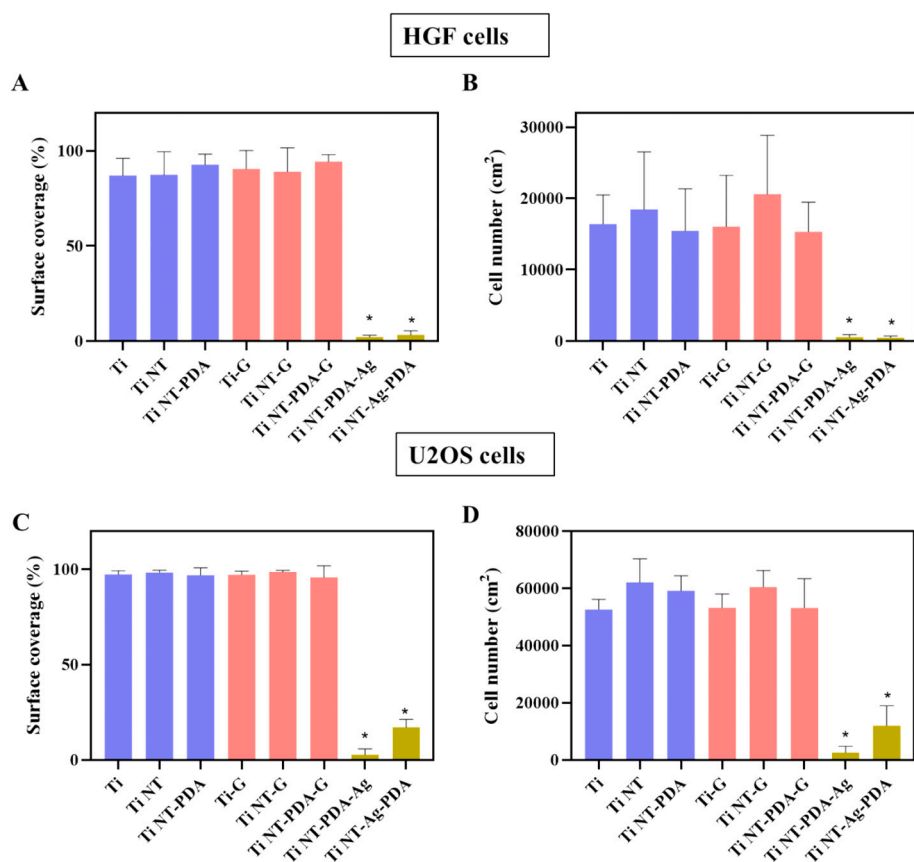 HGF cells
A
B
Surface coverage (%)
100
50
0
Ti
Ti NT
Ti NT-PDA
Ti-G
Ti NT-G
Ti NT-PDA-G
Ti NT-PDA-Ag
Ti NT-Ag-PDA
*
*
Cell number (cm²)
30000
20000
10000
0
Ti
Ti NT
Ti NT-PDA
Ti-G
Ti NT-G
Ti NT-PDA-G
Ti NT-PDA-Ag
Ti NT-Ag-PDA
*
*
U2OS cells
C
D
Surface coverage (%)
100
50
0
Ti
Ti NT
Ti NT-PDA
Ti-G
Ti NT-G
Ti NT-PDA-G
Ti NT-PDA-Ag
Ti NT-Ag-PDA
*
*
Cell number (cm²)
80000
60000
40000
20000
0
Ti
Ti NT
Ti NT-PDA
Ti-G
Ti NT-G
Ti NT-PDA-G
Ti NT-PDA-Ag
Ti NT-Ag-PDA
*
*